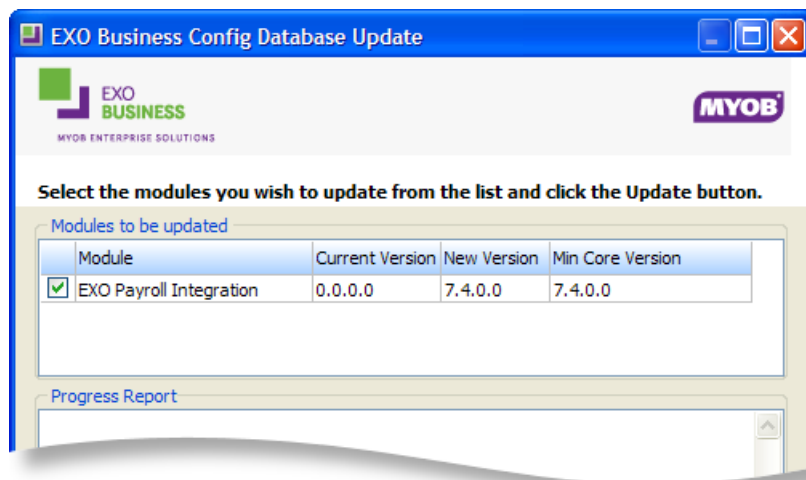 EXO Business Config Database Update
EXO
BUSINESS
MYOB ENTERPRISE SOLUTIONS
MYOB
Select the modules you wish to update from the list and click the Update button.
Modules to be updated
Module Current Version New Version Min Core Version
EXO Payroll Integration 0.0.0.0 7.4.0.0 7.4.0.0
Progress Report